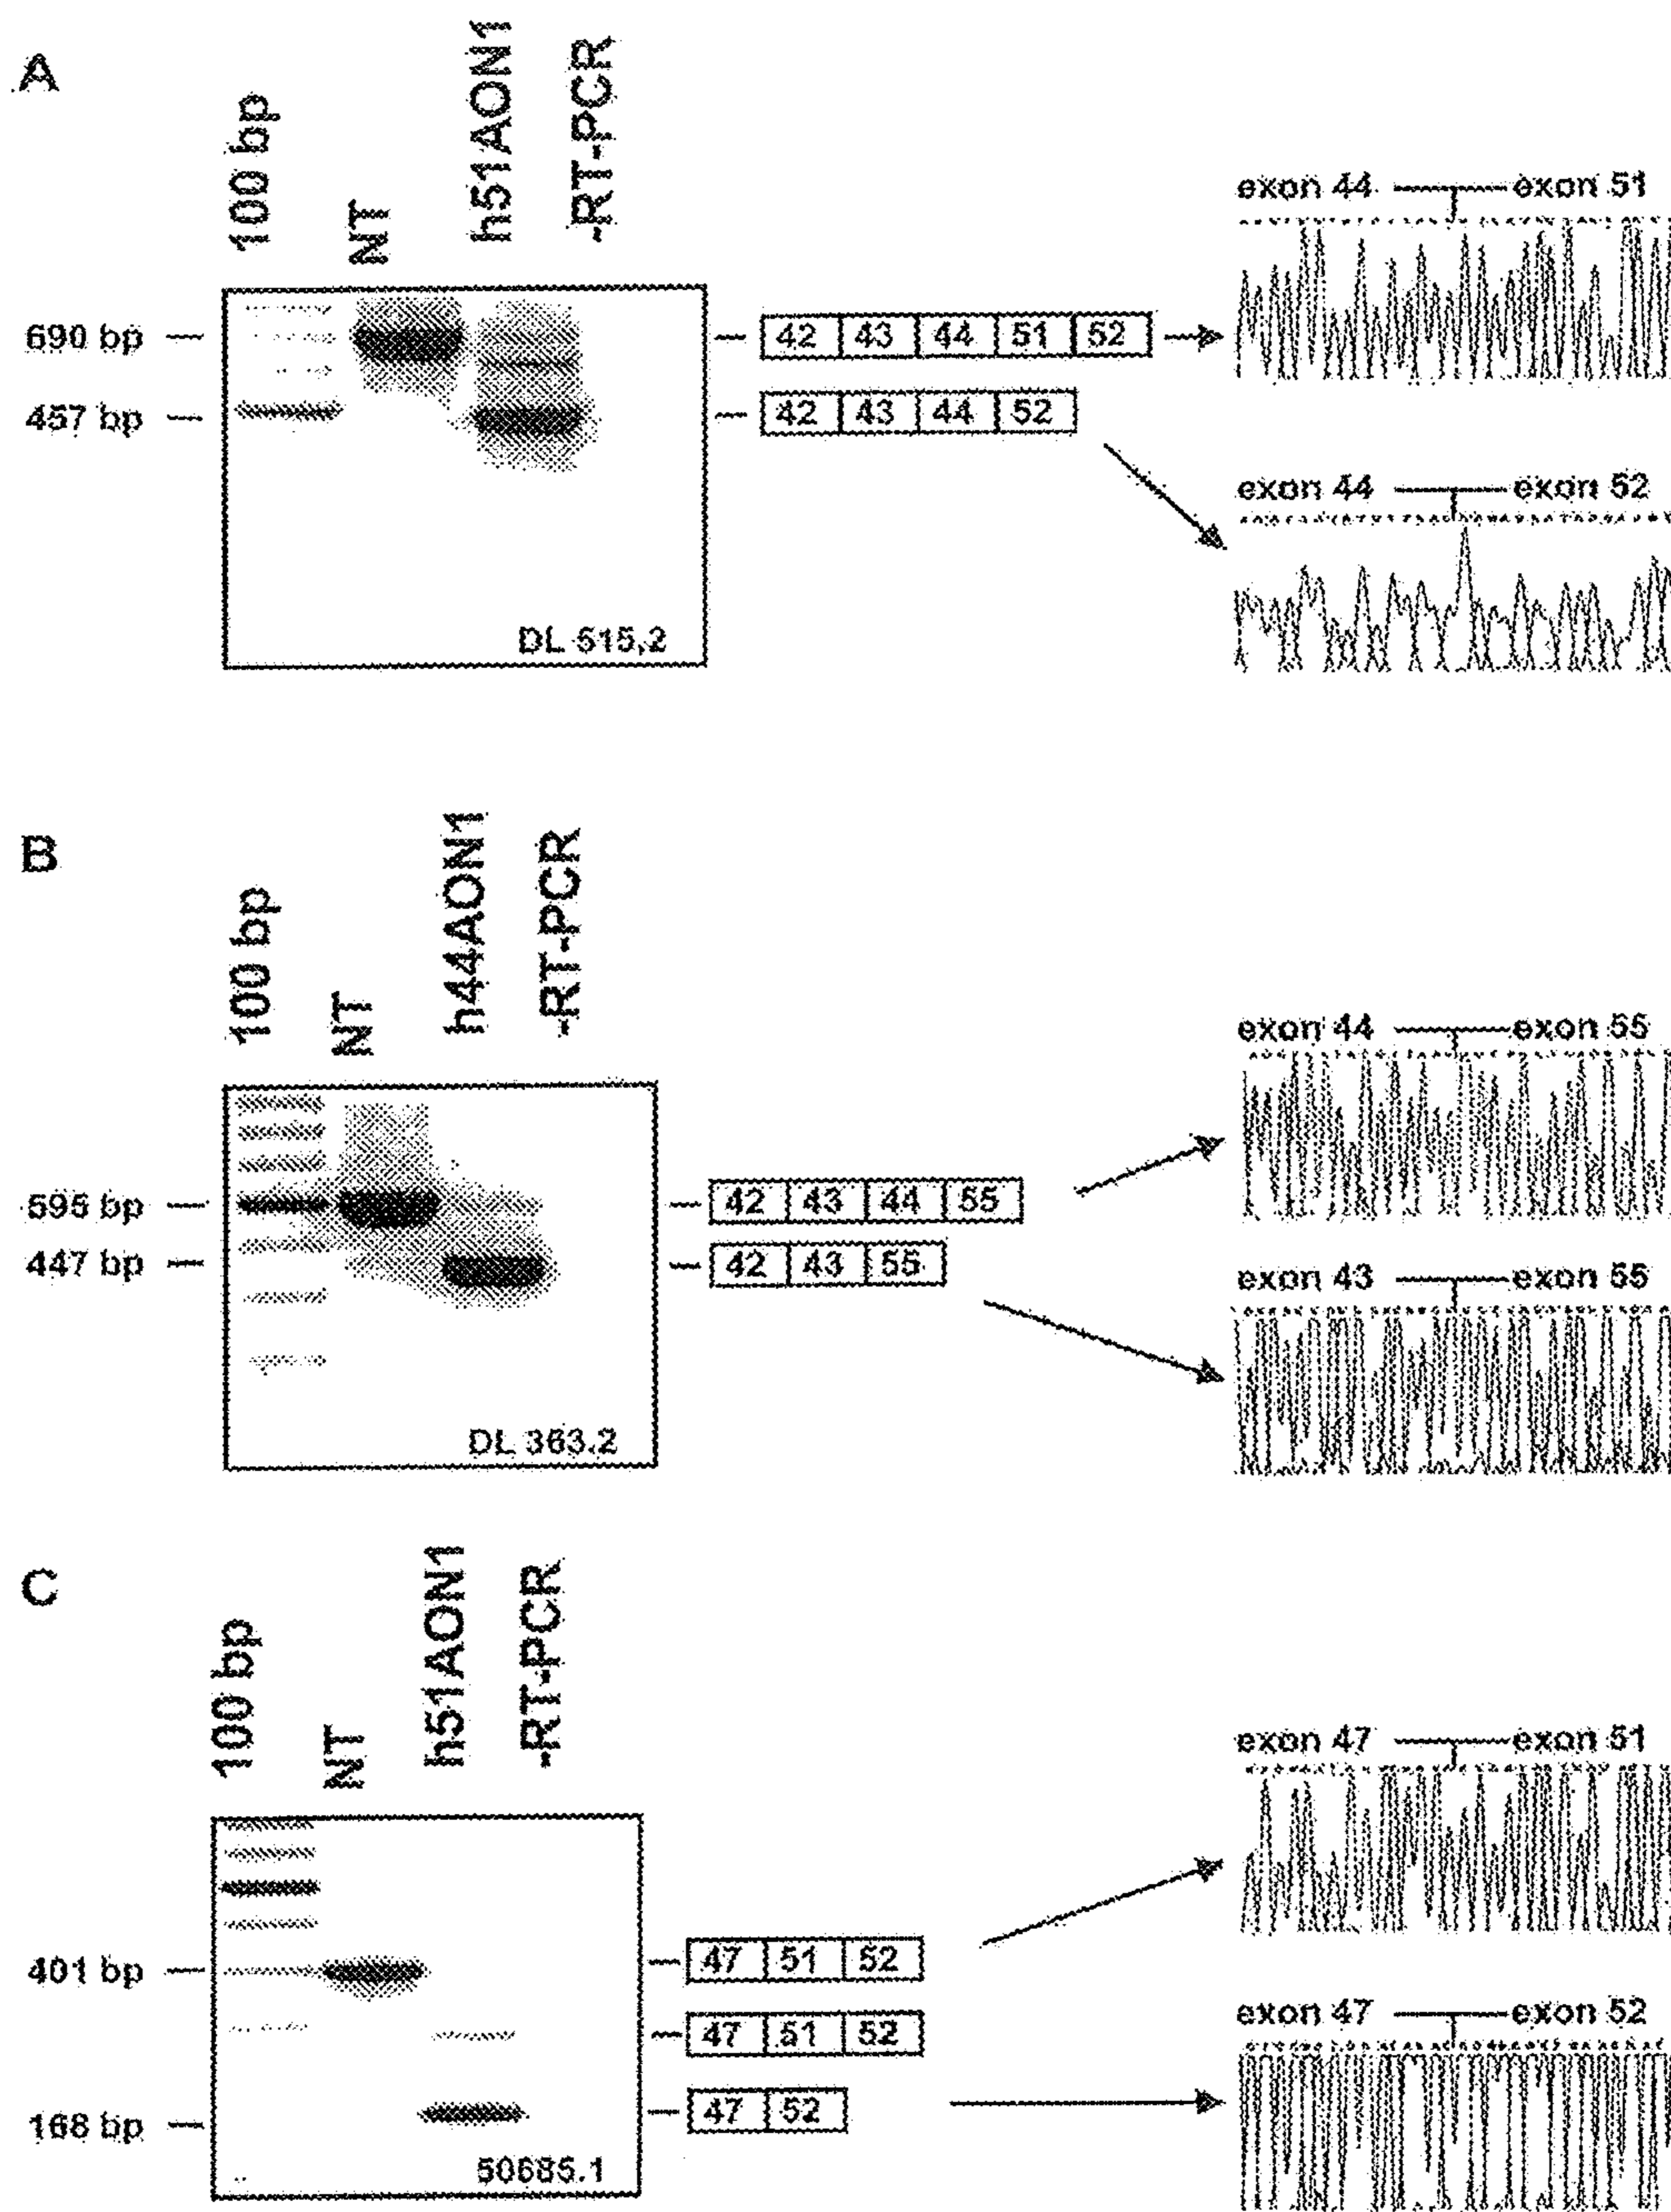 A
100 bp
NT
h51AON1
-RT-PCR
690 bp
457 bp
DL 515.2
42 43 44 51 52
42 43 44 52
exon 44 exon 51
exon 44 exon 52
B
100 bp
NT
h44AON1
-RT-PCR
595 bp
447 bp
DL 363.2
42 43 44 55
42 43 55
exon 44 exon 55
exon 43 exon 55
C
100 bp
NT
h51AON1
-RT-PCR
401 bp
168 bp
50685.1
47 51 52
47 51 52
47 52
exon 47 exon 51
exon 47 exon 52